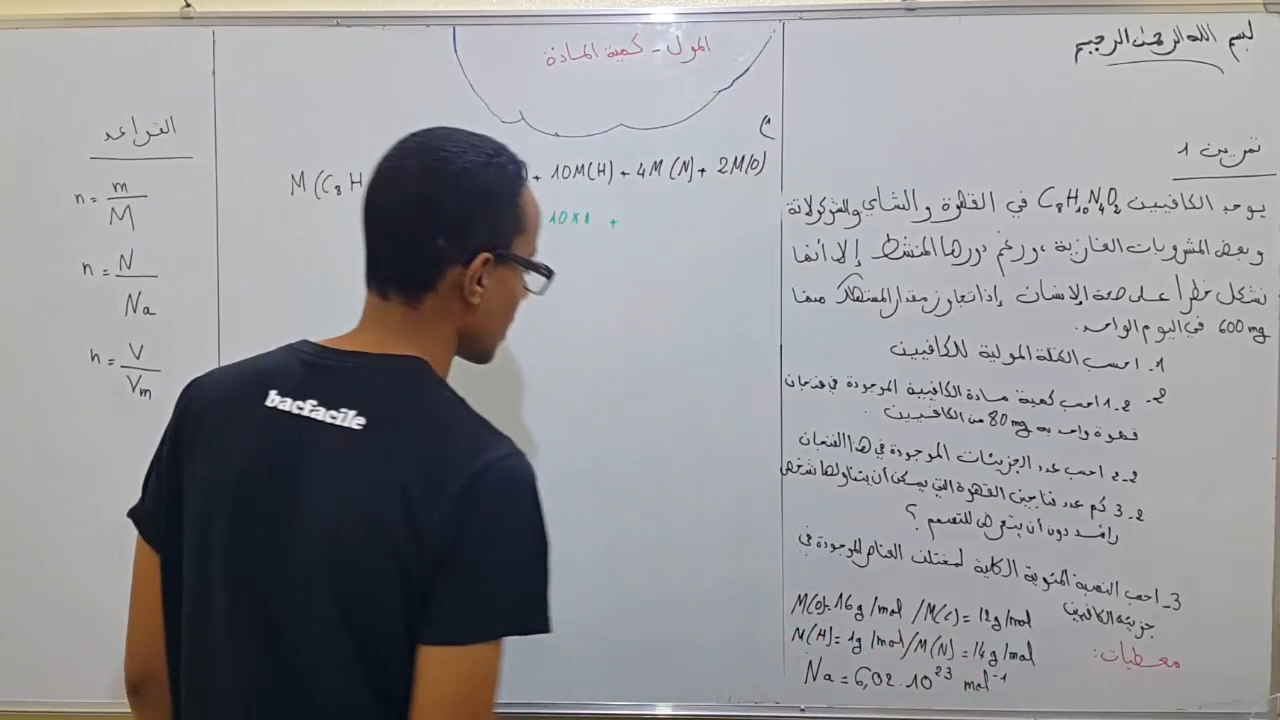 بسم الله الرحمن الرحيم
المول - كمية المادة
تمرين 1
يوجد الكافيين C₈H₁₀N₄O₂ في القهوة والشاي والشوكولاتة
وبعض المشروبات الغازية، ورغم دورها المنشط إلا أنها
تشكل خطرا على صحة الإنسان إذا تجاوز مقدار المستهلك منها
600 mg في اليوم الواحد.
1- احسب الكتلة المولية للكافيين
2- 2-1 احسب كمية مادة الكافيين الموجودة في فنجان
قهوة واحد به 80 mg من الكافيين.
2-2 احسب عدد الجزيئات الموجودة في هذا الفنجان
2-3 كم عدد فناجين القهوة التي يمكن أن يتناولها شخص
راشد دون أن يتعرض للتسمم ؟
3- احسب النسبة المئوية الكتلية لمختلف العناصر الموجودة في
جزيئة الكافيين
معطيات:
M(O)=16g/mol / M(C)=12g/mol
M(H)=1g/mol / M(N)=14g/mol
Na=6,02.10²³ mol⁻¹
(1
M(C₈H + 10M(H) + 4M(N) + 2M(O)
10×1 +
القواعد
n = m/M
n = N/Na
n = V/Vm
bacfacile